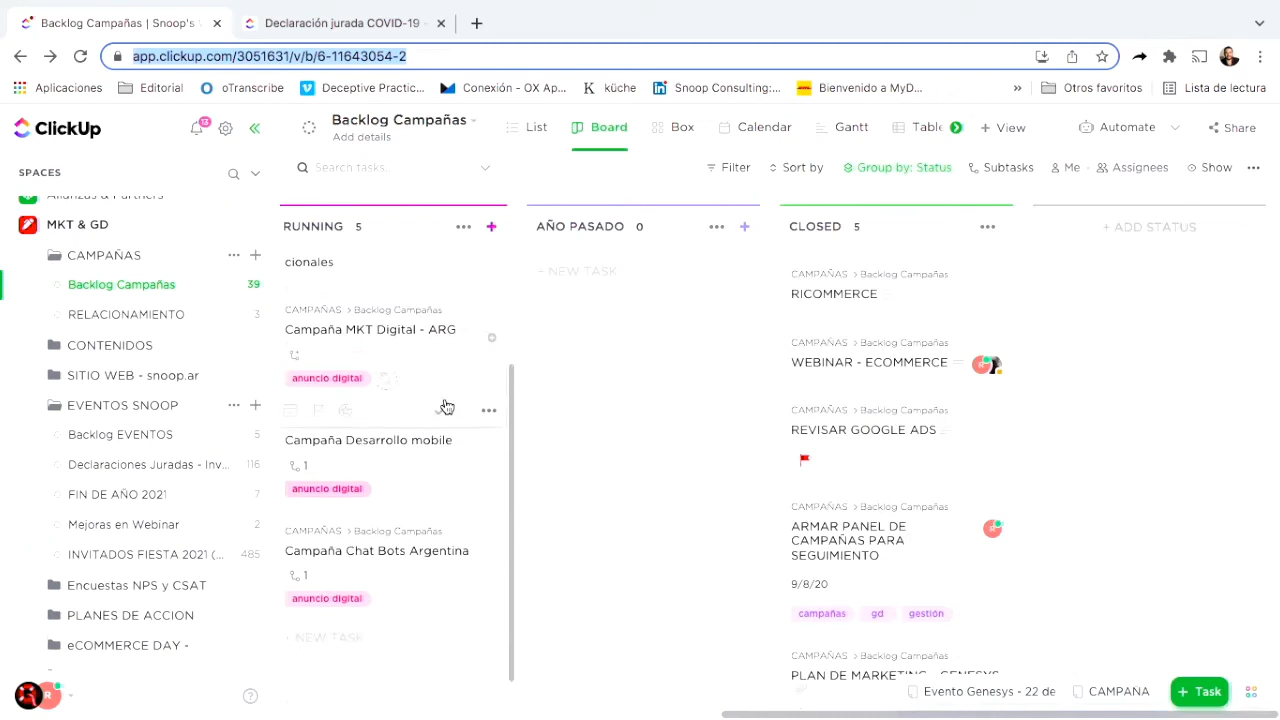 Backlog Campañas | Snoop's
Declaración jurada COVID-19
app.clickup.com/3051631/v/b/6-11643054-2
Aplicaciones
Editorial
oTranscribe
Deceptive Practic...
Conexión - OX Ap...
küche
Snoop Consulting:...
Bienvenido a MyD...
Otros favoritos
Lista de lectura
ClickUp
13
Backlog Campañas
Add details
List
Board
Box
Calendar
Gantt
Table
+ View
Automate
Share
SPACES
Search tasks...
Filter
Sort by
Group by: Status
Subtasks
Me
Assignees
Show
Alianzas & Partners
MKT & GD
CAMPAÑAS
Backlog Campañas 39
RELACIONAMIENTO 3
CONTENIDOS
SITIO WEB - snoop.ar
EVENTOS SNOOP
Backlog EVENTOS 5
Declaraciones Juradas - Inv... 116
FIN DE AÑO 2021 7
Mejoras en Webinar 2
INVITADOS FIESTA 2021 (... 485
Encuestas NPS y CSAT
PLANES DE ACCION
eCOMMERCE DAY -
RUNNING 5
cionales
CAMPAÑAS > Backlog Campañas
Campaña MKT Digital - ARG
anuncio digital
Campaña Desarrollo mobile
1
anuncio digital
CAMPAÑAS > Backlog Campañas
Campaña Chat Bots Argentina
1
anuncio digital
+ NEW TASK
AÑO PASADO 0
+ NEW TASK
CLOSED 5
CAMPAÑAS > Backlog Campañas
RICOMMERCE
CAMPAÑAS > Backlog Campañas
WEBINAR - ECOMMERCE
CAMPAÑAS > Backlog Campañas
REVISAR GOOGLE ADS
CAMPAÑAS > Backlog Campañas
ARMAR PANEL DE
CAMPAÑAS PARA
SEGUIMIENTO
9/8/20
campañas gd gestión
CAMPAÑAS > Backlog Campañas
PLAN DE MARKETING - GENESYS
+ ADD STATUS
R
Evento Genesys - 22 de
CAMPAÑA
+ Task